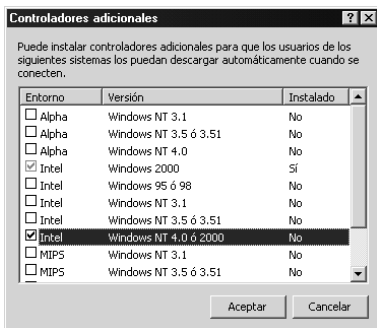 Controladores adicionales
Puede instalar controladores adicionales para que los usuarios de los
siguientes sistemas los puedan descargar automáticamente cuando se
conecten.
Entorno Versión Instalado
Alpha Windows NT 3.1 No
Alpha Windows NT 3.5 ó 3.51 No
Alpha Windows NT 4.0 No
Intel Windows 2000 Sí
Intel Windows 95 ó 98 No
Intel Windows NT 3.1 No
Intel Windows NT 3.5 ó 3.51 No
Intel Windows NT 4.0 ó 2000 No
MIPS Windows NT 3.1 No
MIPS Windows NT 3.5 ó 3.51 No
Aceptar Cancelar